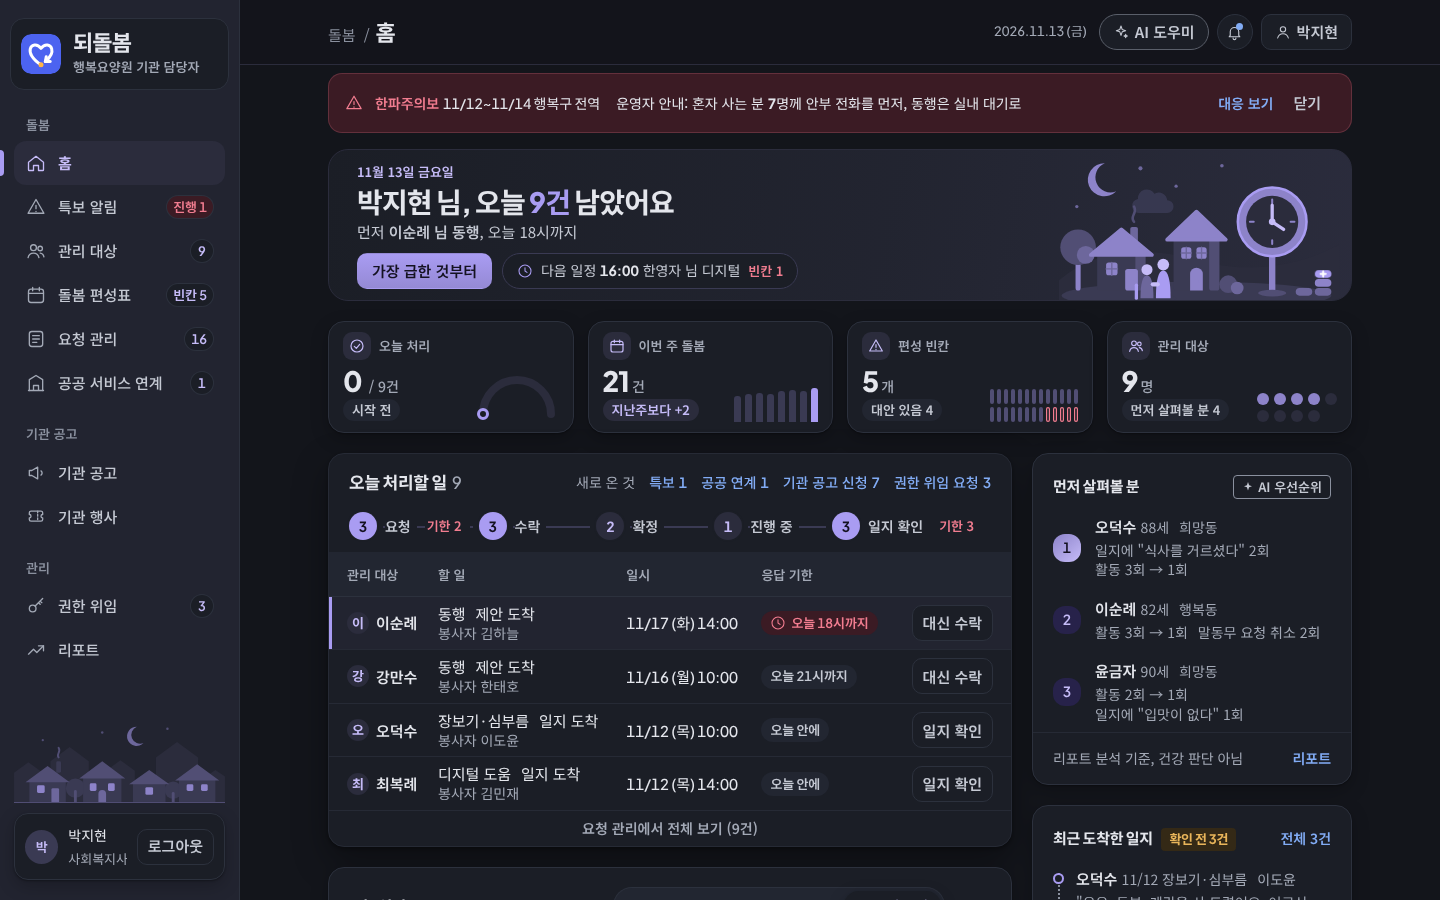 되돌봄
행복요양원 기관 담당자
돌봄
홈
특보 알림 진행 1
관리 대상 9
돌봄 편성표 빈칸 5
요청 관리 16
공공 서비스 연계 1
기관 공고
기관 공고
기관 행사
관리
권한 위임 3
리포트
박 박지현
사회복지사
로그아웃
돌봄 / 홈
2026.11.13(금) AI 도우미 박지현
한파주의보 11/12~11/14 행복구 전역 운영자 안내: 혼자 사는 분 7명께 안부 전화를 먼저, 동행은 실내 대기로 대응 보기 닫기
11월 13일 금요일
박지현 님, 오늘 9건 남았어요
먼저 이순례 님 동행, 오늘 18시까지
가장 급한 것부터 다음 일정 16:00 한영자 님 디지털 빈칸 1
오늘 처리
0 / 9건
시작 전
이번 주 돌봄
21 건
지난주보다 +2
편성 빈칸
5 개
대안 있음 4
관리 대상
9 명
먼저 살펴볼 분 4
오늘 처리할 일 9 새로 온 것 특보 1 공공 연계 1 기관 공고 신청 7 권한 위임 요청 3
3 요청 기한 2 3 수락 2 확정 1 진행 중 3 일지 확인 기한 3
관리 대상 할 일 일시 응답 기한
이 이순례 동행 제안 도착 11/17(화) 14:00 오늘 18시까지 대신 수락
봉사자 김하늘
강 강만수 동행 제안 도착 11/16(월) 10:00 오늘 21시까지 대신 수락
봉사자 한태호
오 오덕수 장보기·심부름 일지 도착 11/12(목) 10:00 오늘 안에 일지 확인
봉사자 이도윤
최 최복례 디지털 도움 일지 도착 11/12(목) 14:00 오늘 안에 일지 확인
봉사자 김민재
요청 관리에서 전체 보기 (9건)
먼저 살펴볼 분 AI 우선순위
1 오덕수 88세 희망동
일지에 "식사를 거르셨다" 2회
활동 3회 → 1회
2 이순례 82세 행복동
활동 3회 → 1회 말동무 요청 취소 2회
3 윤금자 90세 희망동
활동 2회 → 1회
일지에 "입맛이 없다" 1회
리포트 분석 기준, 건강 판단 아님 리포트
최근 도착한 일지 확인 전 3건 전체 3건
오덕수 11/12 장보기·심부름 이도윤